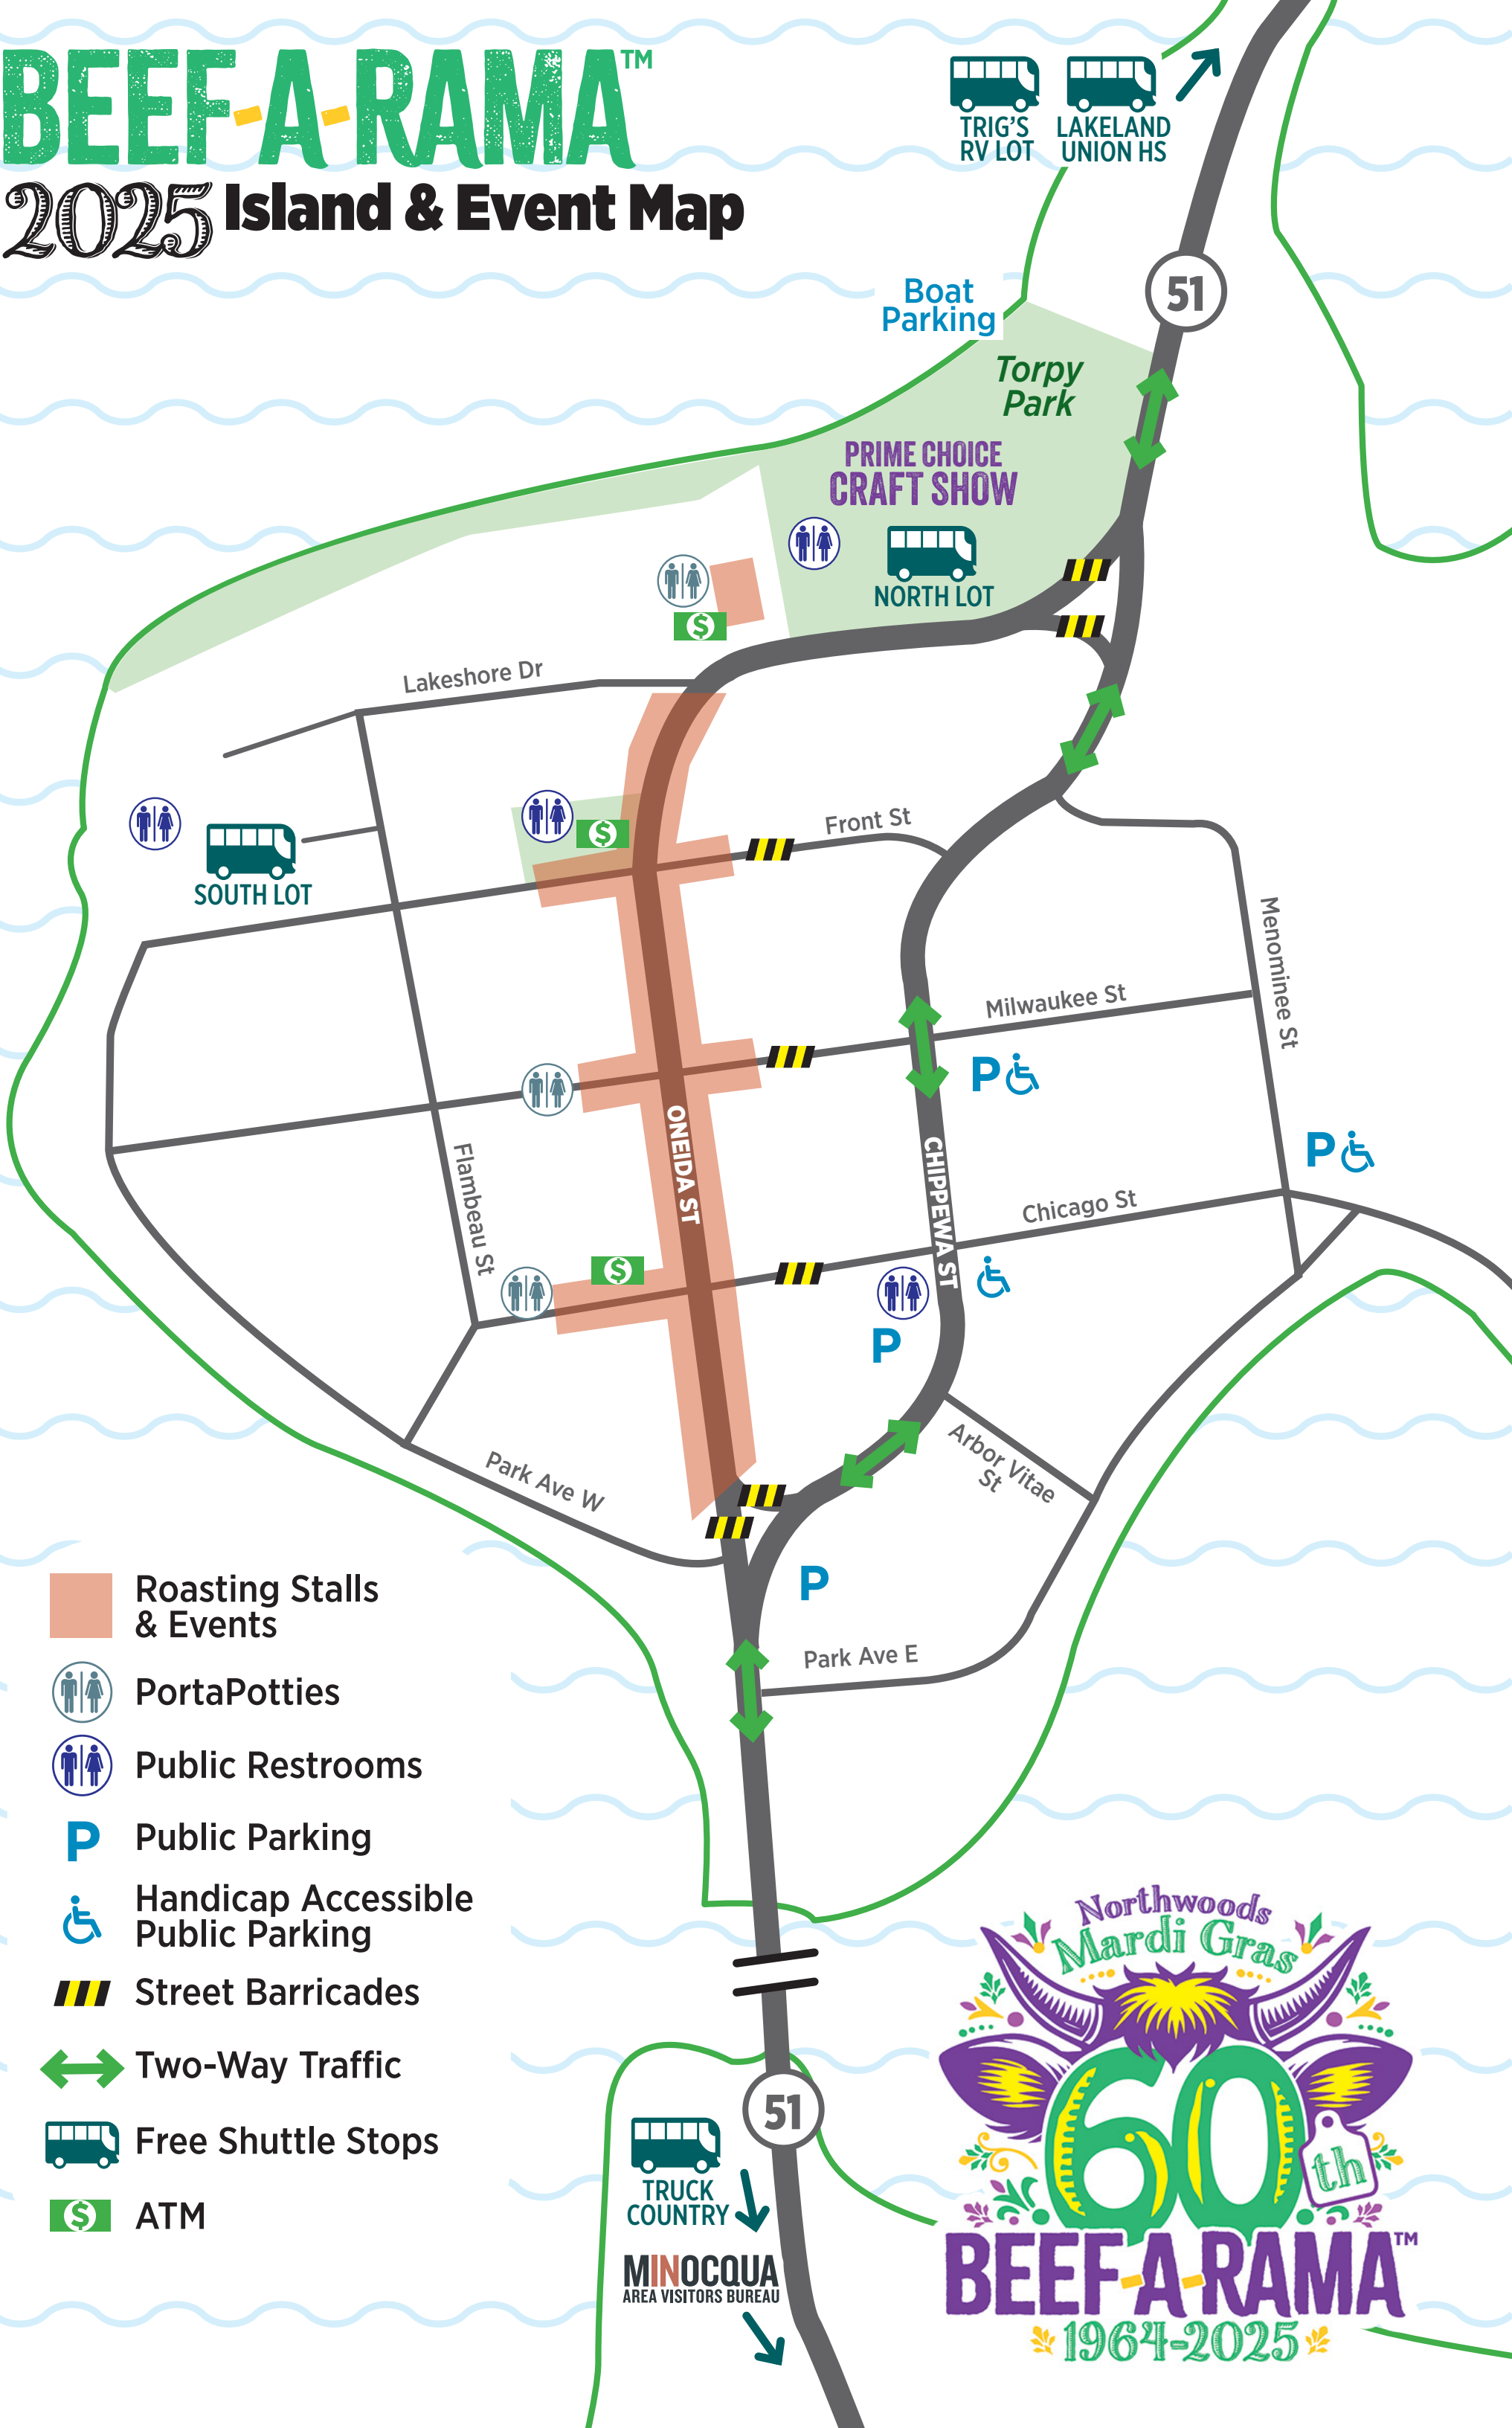 BEEF-A-RAMA™
2025 Island & Event Map
TRIG'S
RV LOT
LAKELAND
UNION HS
51
Boat
Parking
Torpy
Park
PRIME CHOICE
CRAFT SHOW
NORTH LOT
$
Lakeshore Dr
$
Front St
SOUTH LOT
Menominee St
Milwaukee St
P
ONEIDA ST
CHIPPEWA ST
P
Flambeau St
Chicago St
$
P
Arbor Vitae
St
Park Ave W
P
Park Ave E
Roasting Stalls
& Events
PortaPotties
Public Restrooms
P Public Parking
Handicap Accessible
Public Parking
Street Barricades
Two-Way Traffic
Free Shuttle Stops
$ ATM
51
TRUCK
COUNTRY
MINOCQUA
AREA VISITORS BUREAU
Northwoods
Mardi Gras
60th
BEEF-A-RAMA™
1964-2025